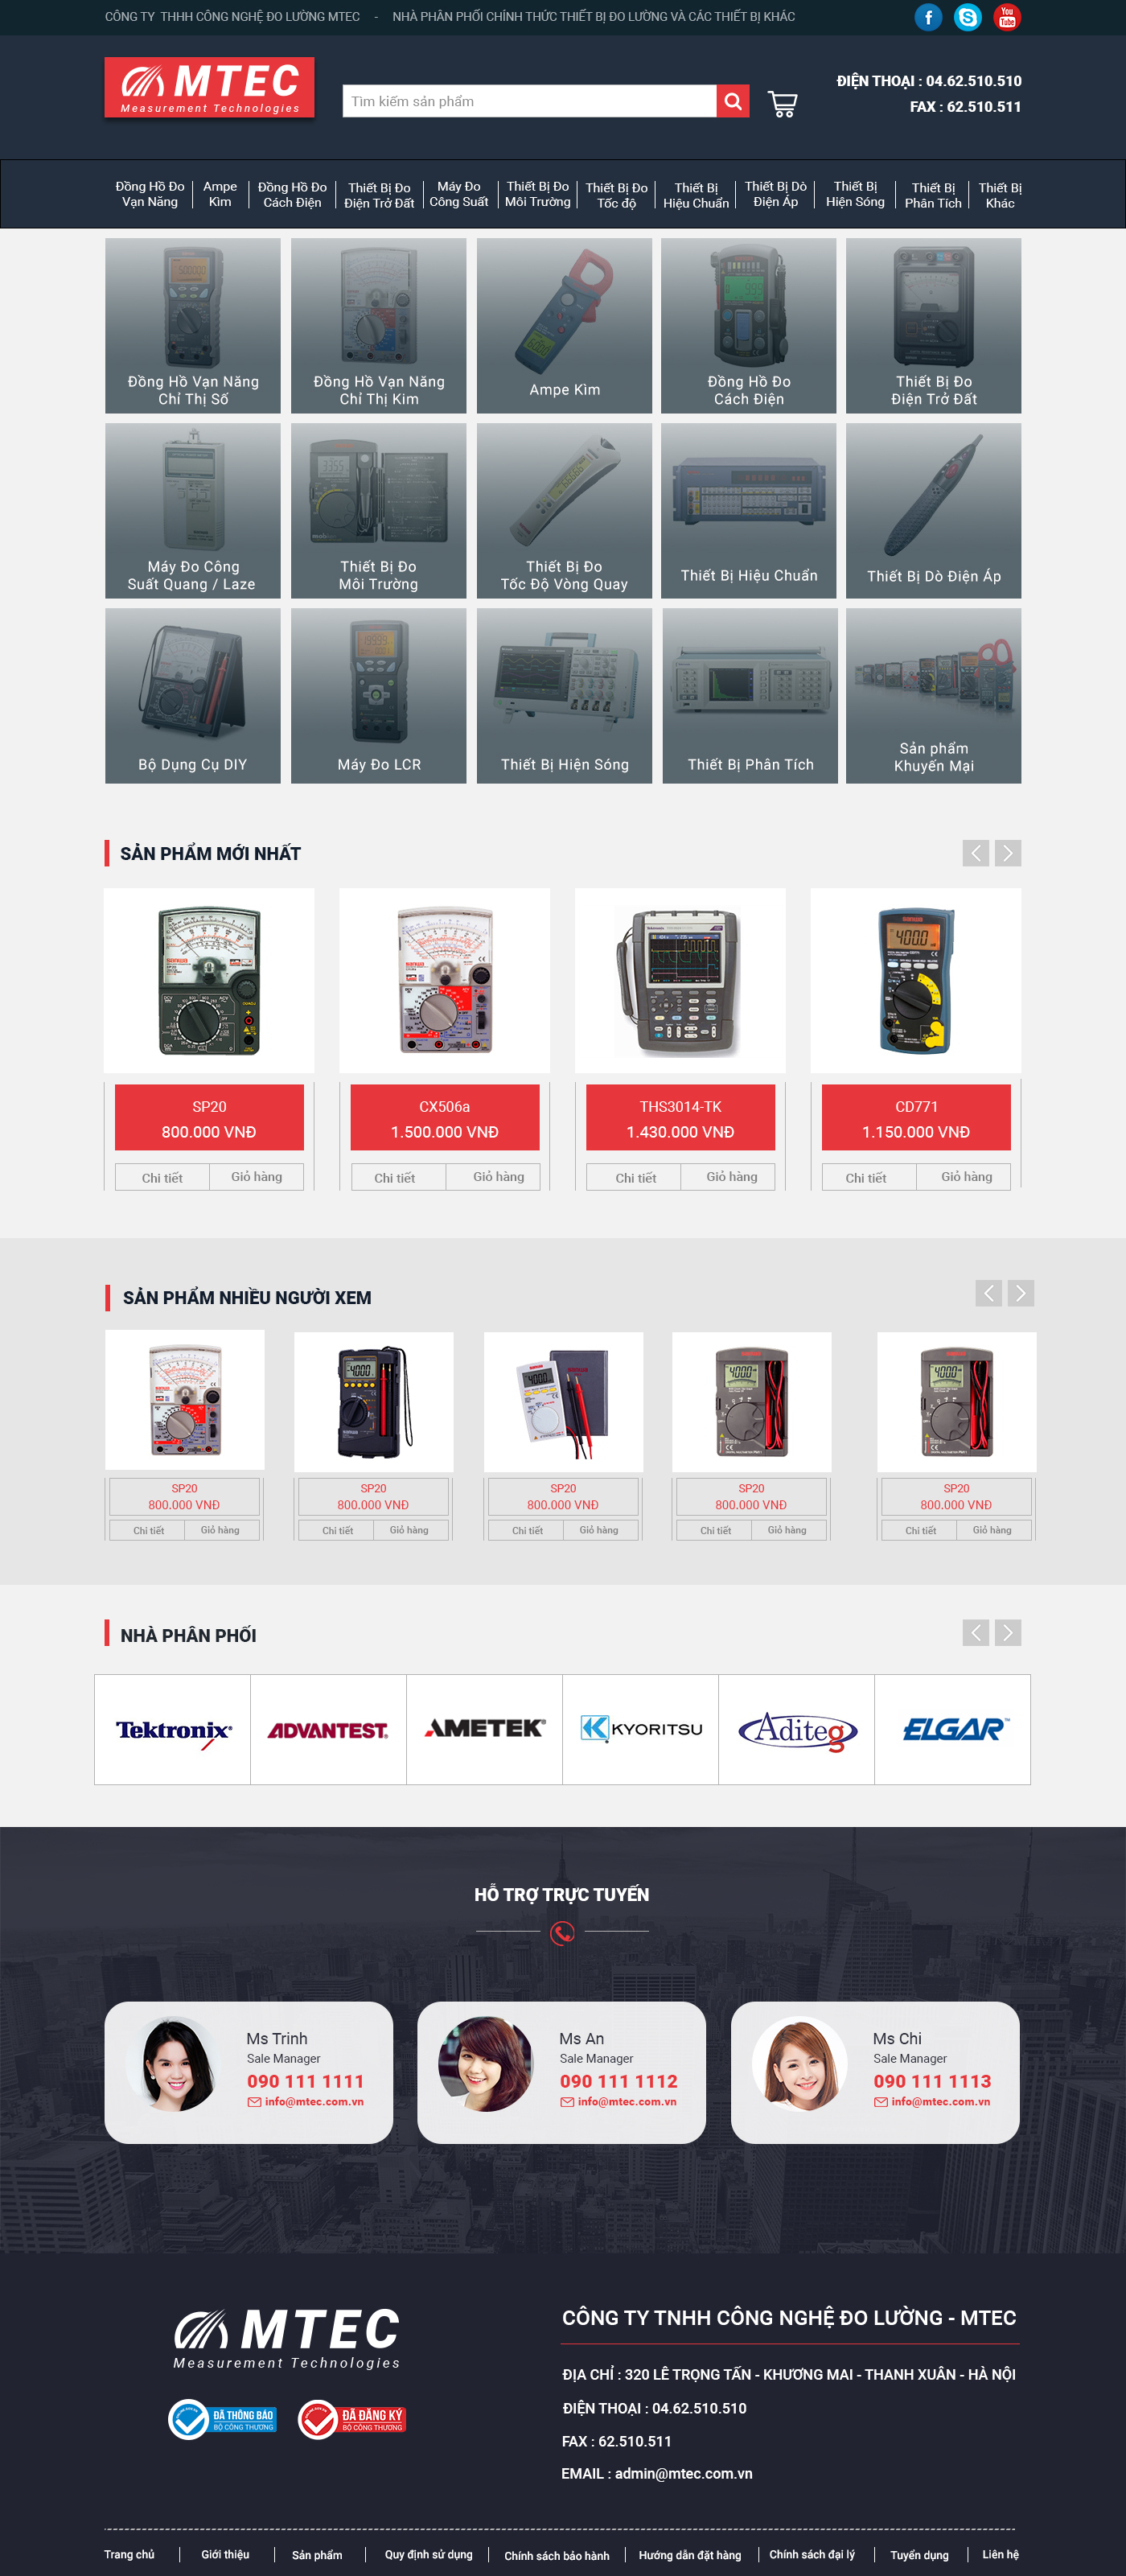 CÔNG TY THHH CÔNG NGHỆ ĐO LƯỜNG MTEC - NHÀ PHÂN PHỐI CHÍNH THỨC THIẾT BỊ ĐO LƯỜNG VÀ CÁC THIẾT BỊ KHÁC
f S You Tube
MTEC
Measurement Technologies
Tìm kiếm sản phẩm
ĐIỆN THOẠI : 04.62.510.510
FAX : 62.510.511
Đồng Hồ Đo
Vạn Năng
Ampe
Kìm
Đồng Hồ Đo
Cách Điện
Thiết Bị Đo
Điện Trở Đất
Máy Đo
Công Suất
Thiết Bị Đo
Môi Trường
Thiết Bị Đo
Tốc độ
Thiết Bị
Hiệu Chuẩn
Thiết Bị Dò
Điện Áp
Thiết Bị
Hiện Sóng
Thiết Bị
Phân Tích
Thiết Bị
Khác
Đồng Hồ Vạn Năng
Chỉ Thị Số
Đồng Hồ Vạn Năng
Chỉ Thị Kim
Ampe Kìm
Đồng Hồ Đo
Cách Điện
Thiết Bị Đo
Điện Trở Đất
Máy Đo Công
Suất Quang / Laze
Thiết Bị Đo
Môi Trường
Thiết Bị Đo
Tốc Độ Vòng Quay
Thiết Bị Hiệu Chuẩn
Thiết Bị Dò Điện Áp
Bộ Dụng Cụ DIY
Máy Đo LCR
Thiết Bị Hiện Sóng
Thiết Bị Phân Tích
Sản phẩm
Khuyến Mại
SẢN PHẨM MỚI NHẤT
SP20
800.000 VNĐ
Chi tiết Giỏ hàng
CX506a
1.500.000 VNĐ
Chi tiết Giỏ hàng
THS3014-TK
1.430.000 VNĐ
Chi tiết Giỏ hàng
CD771
1.150.000 VNĐ
Chi tiết Giỏ hàng
SẢN PHẨM NHIỀU NGƯỜI XEM
SP20
800.000 VNĐ
Chi tiết Giỏ hàng
SP20
800.000 VNĐ
Chi tiết Giỏ hàng
SP20
800.000 VNĐ
Chi tiết Giỏ hàng
SP20
800.000 VNĐ
Chi tiết Giỏ hàng
SP20
800.000 VNĐ
Chi tiết Giỏ hàng
NHÀ PHÂN PHỐI
Tektronix®
ADVANTEST®
AMETEK®
KYORITSU
Aditeg
ELGAR™
HỖ TRỢ TRỰC TUYẾN
Ms Trinh
Sale Manager
090 111 1111
info@mtec.com.vn
Ms An
Sale Manager
090 111 1112
info@mtec.com.vn
Ms Chi
Sale Manager
090 111 1113
info@mtec.com.vn
MTEC
Measurement Technologies
ĐÃ THÔNG BÁO
BỘ CÔNG THƯƠNG
ĐÃ ĐĂNG KÝ
BỘ CÔNG THƯƠNG
CÔNG TY TNHH CÔNG NGHỆ ĐO LƯỜNG - MTEC
ĐỊA CHỈ : 320 LÊ TRỌNG TẤN - KHƯƠNG MAI - THANH XUÂN - HÀ NỘI
ĐIỆN THOẠI : 04.62.510.510
FAX : 62.510.511
EMAIL : admin@mtec.com.vn
Trang chủ
Giới thiệu
Sản phẩm
Quy định sử dụng
Chính sách bảo hành
Hướng dẫn đặt hàng
Chính sách đại lý
Tuyển dụng
Liên hệ